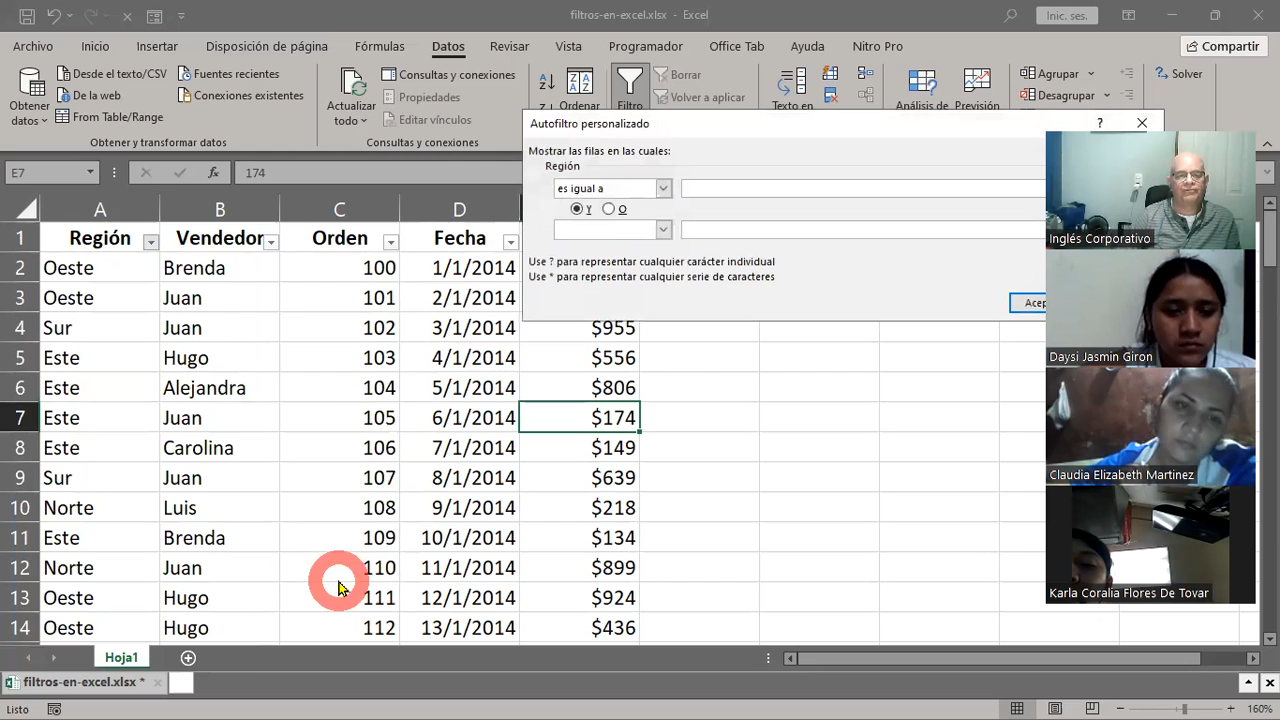 filtros-en-excel.xlsx - Excel
Inic. ses.
Archivo Inicio Insertar Disposición de página Fórmulas Datos Revisar Vista Programador Office Tab Ayuda Nitro Pro Compartir
Obtener datos
Desde el texto/CSV
De la web
From Table/Range
Fuentes recientes
Conexiones existentes
Obtener y transformar datos
Actualizar todo
Consultas y conexiones
Propiedades
Editar vínculos
Consultas y conexiones
Ordenar
Filtro
Borrar
Volver a aplicar
Texto en
Análisis de
Previsión
Agrupar
Desagrupar
Solver
Autofiltro personalizado
?
Mostrar las filas en las cuales:
Región
es igual a
Y O
Use ? para representar cualquier carácter individual
Use * para representar cualquier serie de caracteres
Acep
E7 fx 174
A B C D
1 Región Vendedor Orden Fecha
2 Oeste Brenda 100 1/1/2014
3 Oeste Juan 101 2/1/2014
4 Sur Juan 102 3/1/2014 $955
5 Este Hugo 103 4/1/2014 $556
6 Este Alejandra 104 5/1/2014 $806
7 Este Juan 105 6/1/2014 $174
8 Este Carolina 106 7/1/2014 $149
9 Sur Juan 107 8/1/2014 $639
10 Norte Luis 108 9/1/2014 $218
11 Este Brenda 109 10/1/2014 $134
12 Norte Juan 110 11/1/2014 $899
13 Oeste Hugo 111 12/1/2014 $924
14 Oeste Hugo 112 13/1/2014 $436
Inglés Corporativo
Daysi Jasmin Giron
Claudia Elizabeth Martinez
Karla Coralia Flores De Tovar
Hoja1
filtros-en-excel.xlsx *
Listo
160%